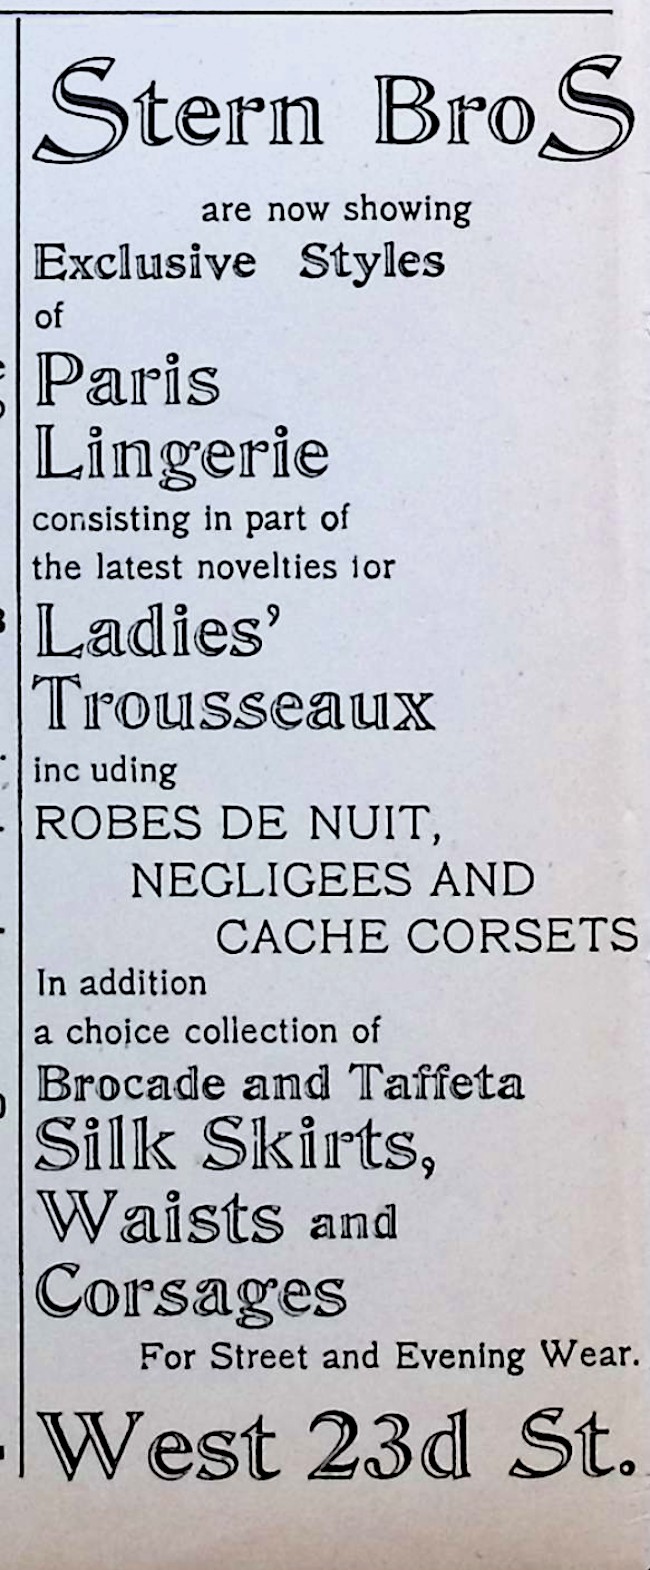 Stern BroS
are now showing
Exclusive Styles
of
Paris
Lingerie
consisting in part of
the latest novelties for
Ladies’
Trousseaux
inc uding
ROBES DE NUIT,
NEGLIGEES AND
CACHE CORSETS
In addition
a choice collection of
Brocade and Taffeta
Silk Skirts,
Waists and
Corsages
For Street and Evening Wear.
West 23d St.